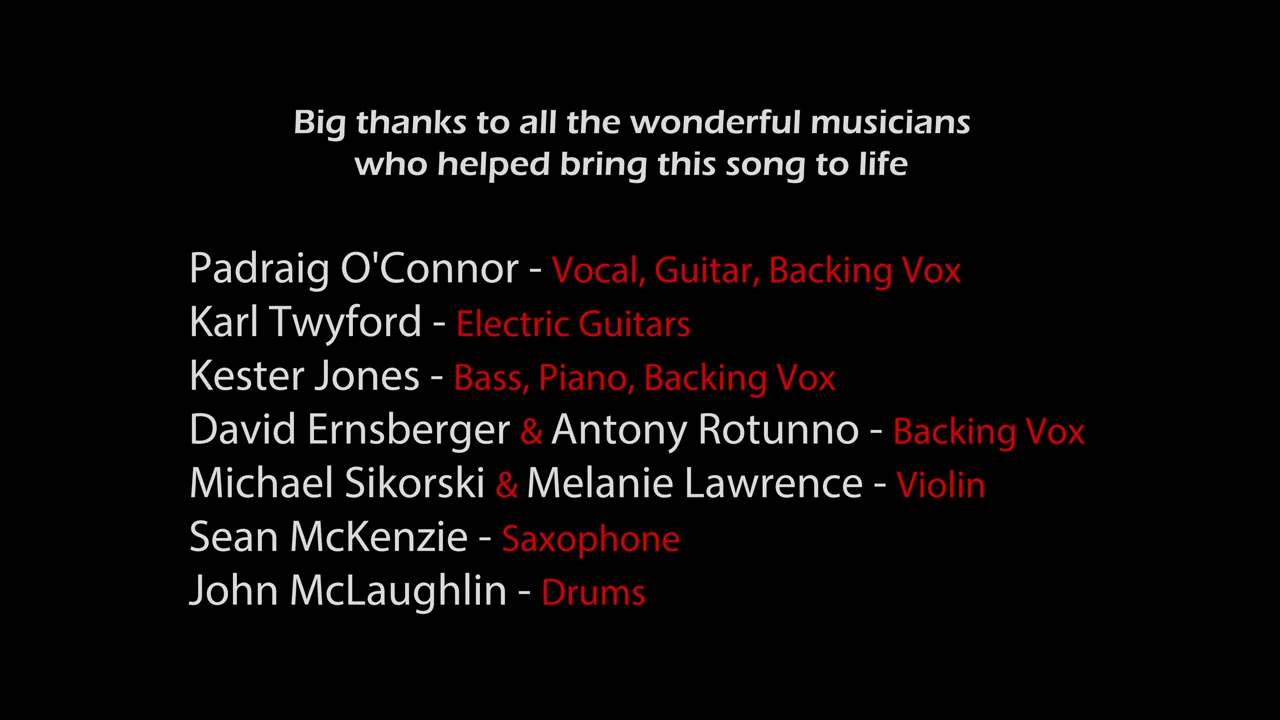 Big thanks to all the wonderful musicians
who helped bring this song to life
Padraig O'Connor - Vocal, Guitar, Backing Vox
Karl Twyford - Electric Guitars
Kester Jones - Bass, Piano, Backing Vox
David Ernsberger & Antony Rotunno - Backing Vox
Michael Sikorski & Melanie Lawrence - Violin
Sean McKenzie - Saxophone
John McLaughlin - Drums